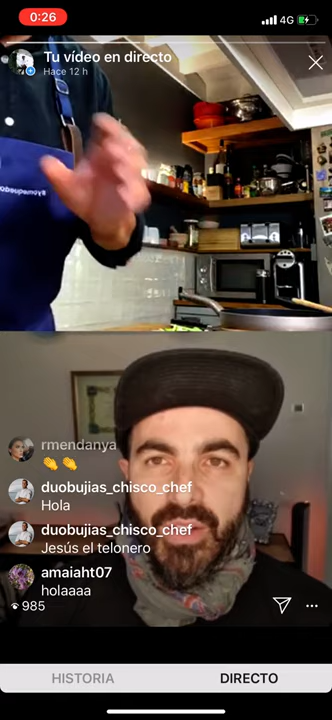 0:26
4G
Tu vídeo en directo
Hace 12 h
rmendanya
👏👏
duobujias_chisco_chef
Hola
duobujias_chisco_chef
Jesús el telonero
amaiaht07
holaaaa
985
HISTORIA
DIRECTO